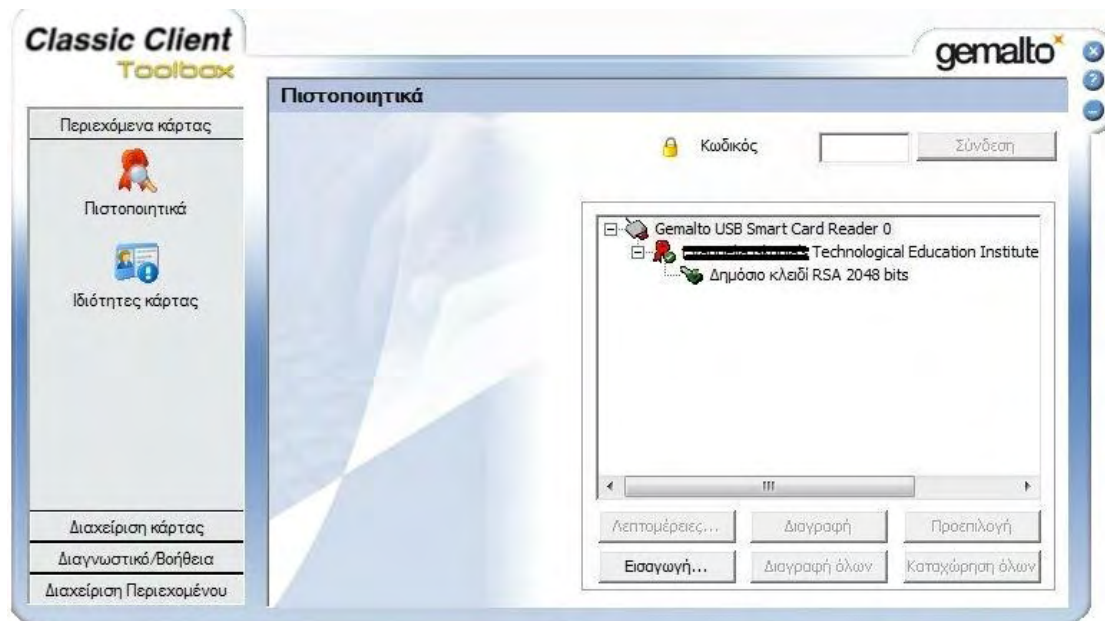 Classic Client
Toolbox
gemalto
Πιστοποιητικά
Περιεχόμενα κάρτας
Πιστοποιητικά
Ιδιότητες κάρτας
Διαχείριση κάρτας
Διαγνωστικό/Βοήθεια
Διαχείριση Περιεχομένου
Κωδικός
Σύνδεση
Gemalto USB Smart Card Reader 0
Technological Education Institute
Δημόσιο κλειδί RSA 2048 bits
Λεπτομέρειες...
Διαγραφή
Προεπιλογή
Εισαγωγή...
Διαγραφή όλων
Καταχώρηση όλων